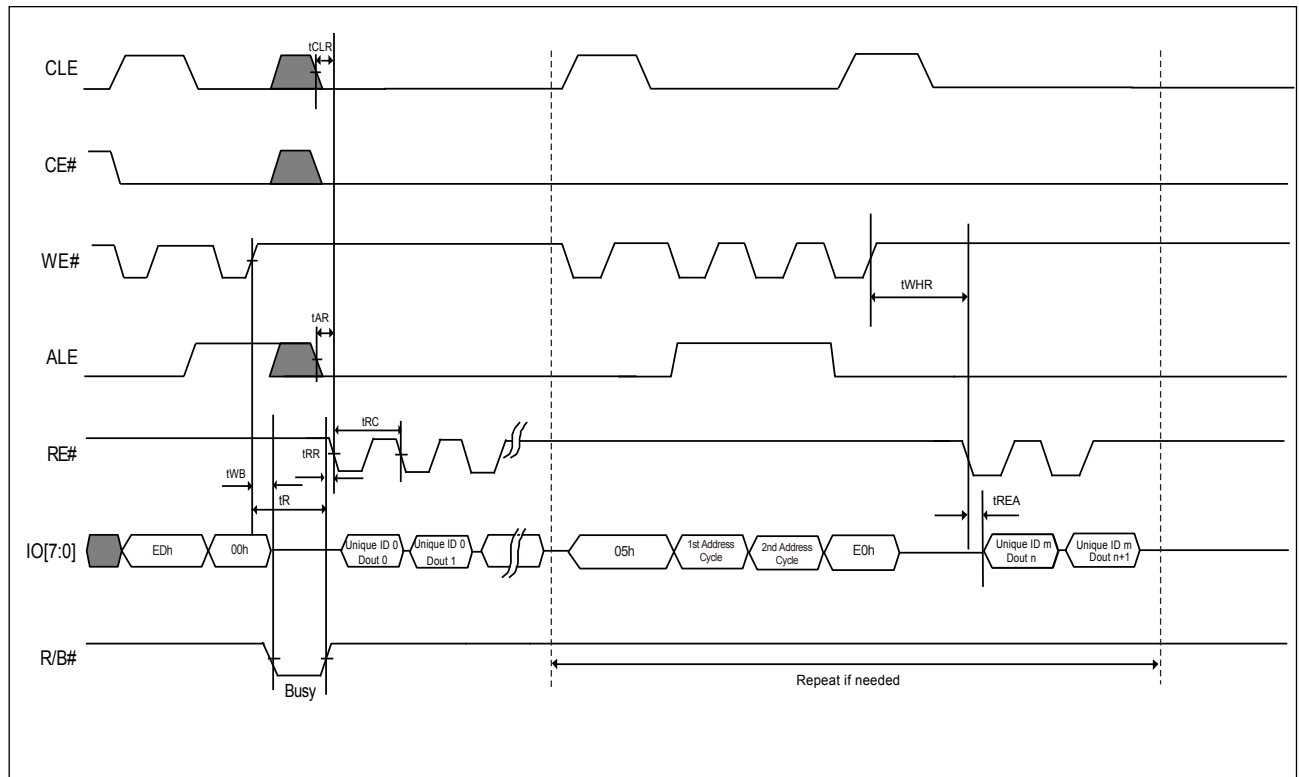 tCLR
CLE
CE#
WE#
tWHR
tAR
ALE
tRC
RE#
tRR
tWB
tR
tREA
IO[7:0]
EDh
00h
Unique ID 0
Dout 0
Unique ID 0
Dout 1
05h
1st Address
Cycle
2nd Address
Cycle
E0h
Unique ID m
Dout n
Unique ID m
Dout n+1
R/B#
Busy
Repeat if needed